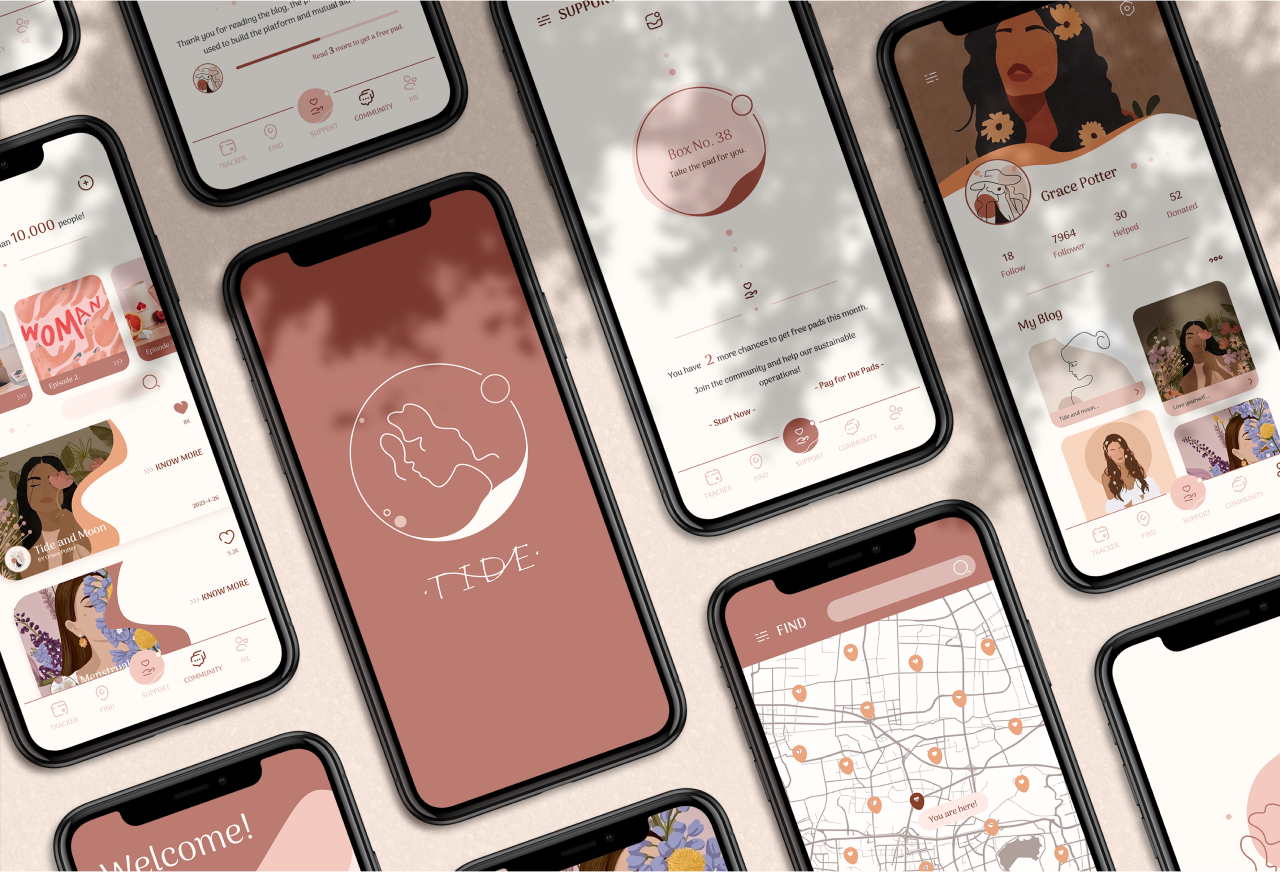 ME
Thank you for reading the blog, the
used to build the platform and mutual aid
Read 3 more to get a free pad.
TRACKER
FIND
SUPPORT
COMMUNITY
ME
SUPPORT
Box No. 38
Take the pad for you.
You have 2 more chances to get free pads this month.
Join the community and help our sustainable
operations!
- Start Now -
- Pay for the Pads -
TRACKER
FIND
SUPPORT
COMMUNITY
ME
Grace Potter
18
Follow
7964
Follower
30
Helped
52
Donated
My Blog
Tide and moon...
Love yourself...
TRACKER
FIND
SUPPORT
COMMUNITY
10,000 people!
WOMAN
Episode 2.
>>>
>>>
Episode
8K
>>> KNOW MORE
2023-4-26
Tide and Moon
BY Grace Potter
5.2K
>>> KNOW MORE
Menstrual
TRACKER
FIND
SUPPORT
COMMUNITY
ME
TIDE
FIND
You are here!
Welcome!